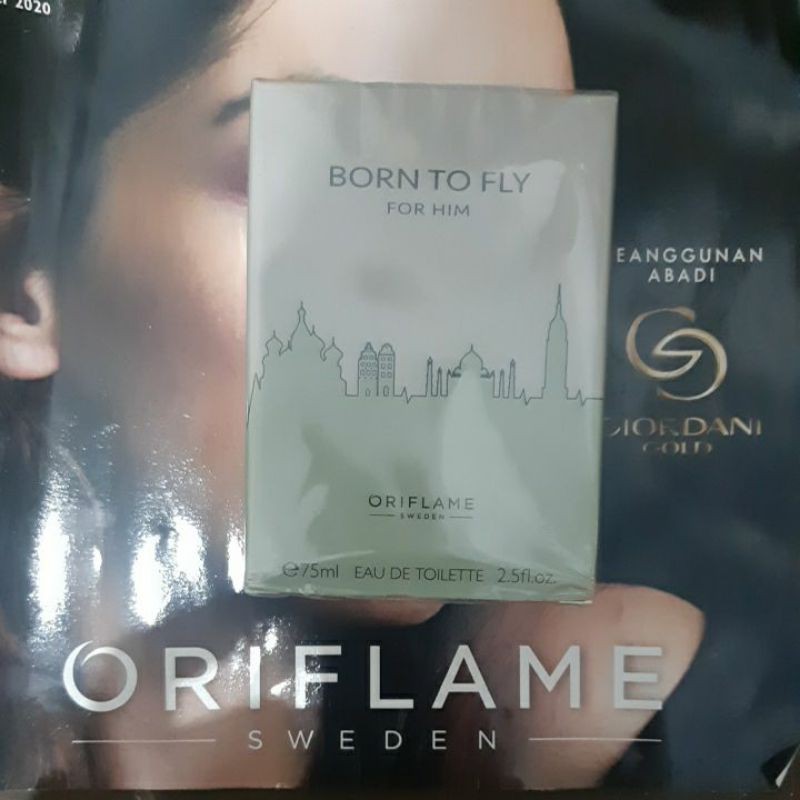 2020
BORN TO FLY
FOR HIM
ORIFLAME
SWEDEN
℮75ml EAU DE TOILETTE 2.5fl.oz.
EANGGUNAN
ABADI
GIORDANI
GOLD
ORIFLAME
SWEDEN